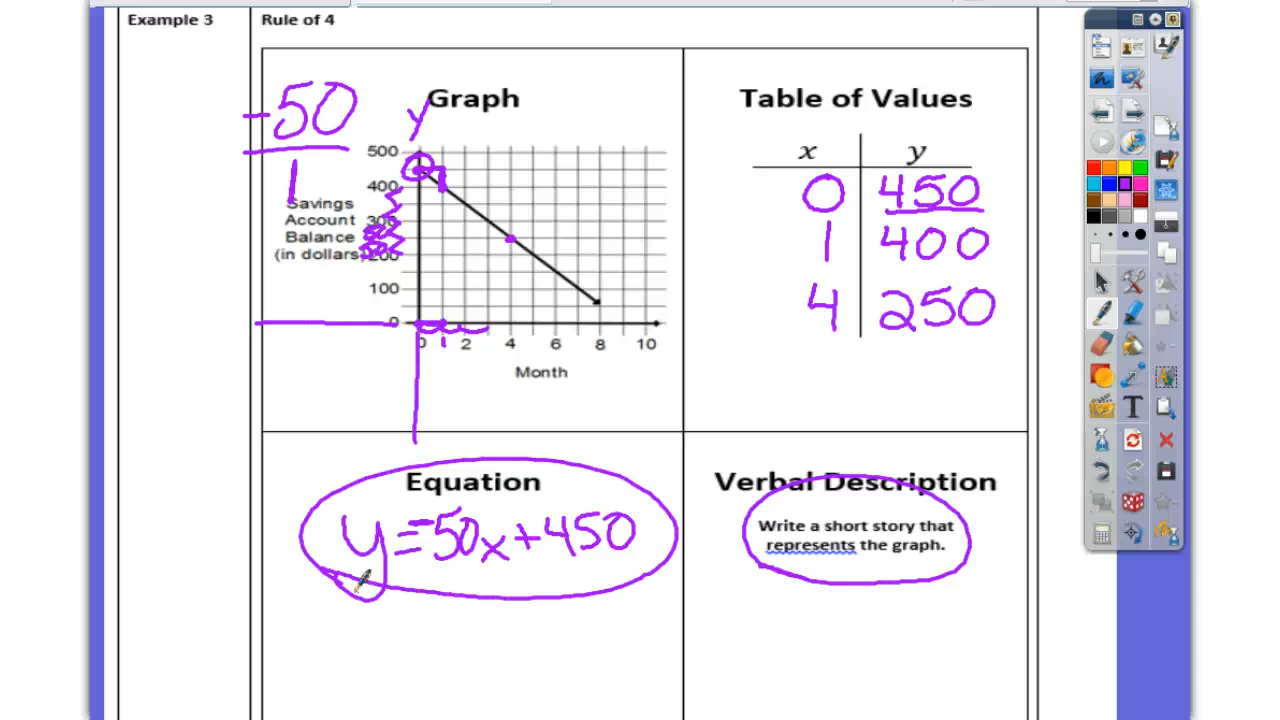 Example 3
Rule of 4
Graph
-50
1
y
500
400
300
200
100
0
Savings
Account
Balance
(in dollars)
0 1 2 4 6 8 10
Month
Table of Values
x y
0 450
1 400
4 250
Equation
y=-50x+450
Verbal Description
Write a short story that
represents the graph.
T